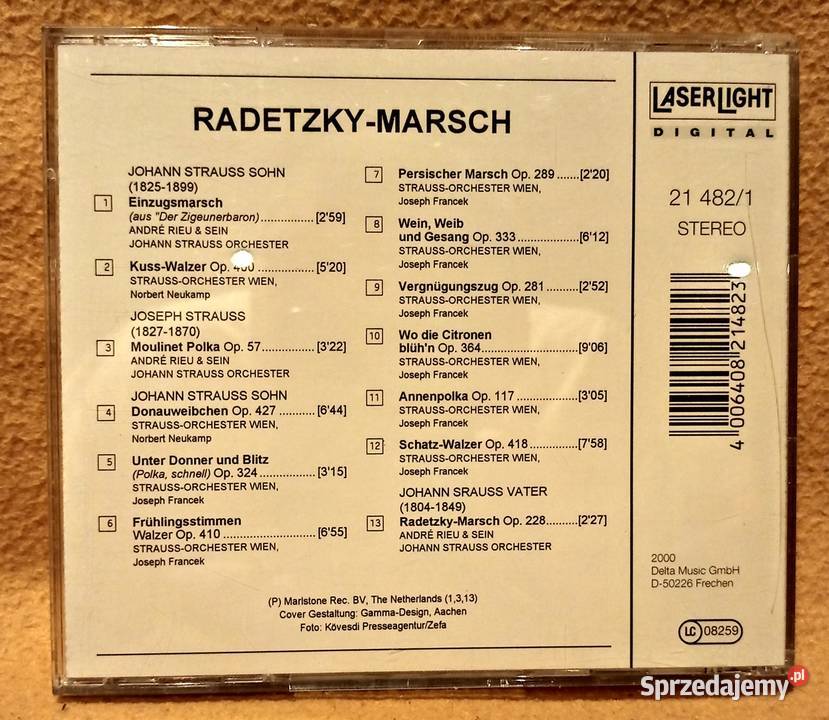 RADETZKY-MARSCH
JOHANN STRAUSS SOHN
(1825-1899)
1 Einzugsmarsch
(aus "Der Zigeunerbaron)................ [2'59]
ANDRÉ RIEU & SEIN
JOHANN STRAUSS ORCHESTER
2 Kuss-Walzer Op. ................ [5'20]
STRAUSS-ORCHESTER WIEN,
Norbert Neukamp
JOSEPH STRAUSS
(1827-1870)
3 Moulinet Polka Op. 57................ [3'22]
ANDRÉ RIEU & SEIN
JOHANN STRAUSS ORCHESTER
JOHANN STRAUSS SOHN
4 Donauweibchen Op. 427 ........... [6'44]
STRAUSS-ORCHESTER WIEN,
Norbert Neukamp
5 Unter Donner und Blitz
(Polka, schnell) Op. 324................. [3'15]
STRAUSS-ORCHESTER WIEN,
Joseph Francek
6 Frühlingsstimmen
Walzer Op. 410 ............................ [6'55]
STRAUSS-ORCHESTER WIEN,
Joseph Francek
7 Persischer Marsch Op. 289 .......[2'20]
STRAUSS-ORCHESTER WIEN,
Joseph Francek
8 Wein, Weib
und Gesang Op. 333 ...................[6'12]
STRAUSS-ORCHESTER WIEN,
Joseph Francek
9 Vergnügungszug Op. 281 ..........[2'52]
STRAUSS-ORCHESTER WIEN,
Joseph Francek
10 Wo die Citronen
blüh'n Op. 364..............................[9'06]
STRAUSS-ORCHESTER WIEN,
Joseph Francek
11 Annenpolka Op. 117 ...................[3'05]
STRAUSS-ORCHESTER WIEN,
Joseph Francek
12 Schatz-Walzer Op. 418...............[7'58]
STRAUSS-ORCHESTER WIEN,
Joseph Francek
JOHANN SRAUSS VATER
(1804-1849)
13 Radetzky-Marsch Op. 228..........[2'27]
ANDRÉ RIEU & SEIN
JOHANN STRAUSS ORCHESTER
(P) Marlstone Rec. BV, The Netherlands (1,3,13)
Cover Gestaltung: Gamma-Design, Aachen
Foto: Kövesdi Presseagentur/Zefa
LASERLIGHT
DIGITAL
21 482/1
STEREO
4 006408 214823
2000
Delta Music GmbH
D-50226 Frechen
LC 08259
Sprzedajemy.pl